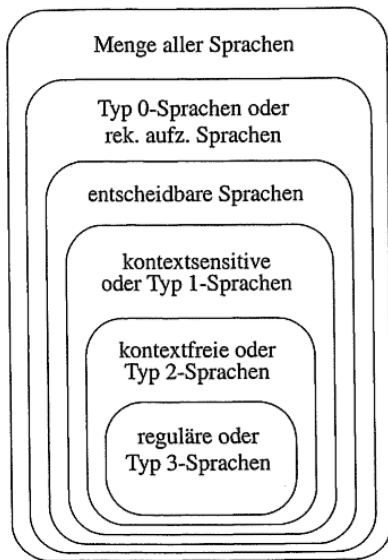 Menge aller Sprachen
Typ 0-Sprachen oder
rek. aufz. Sprachen
entscheidbare Sprachen
kontextsensitive
oder Typ 1-Sprachen
kontextfreie oder
Typ 2-Sprachen
reguläre oder
Typ 3-Sprachen